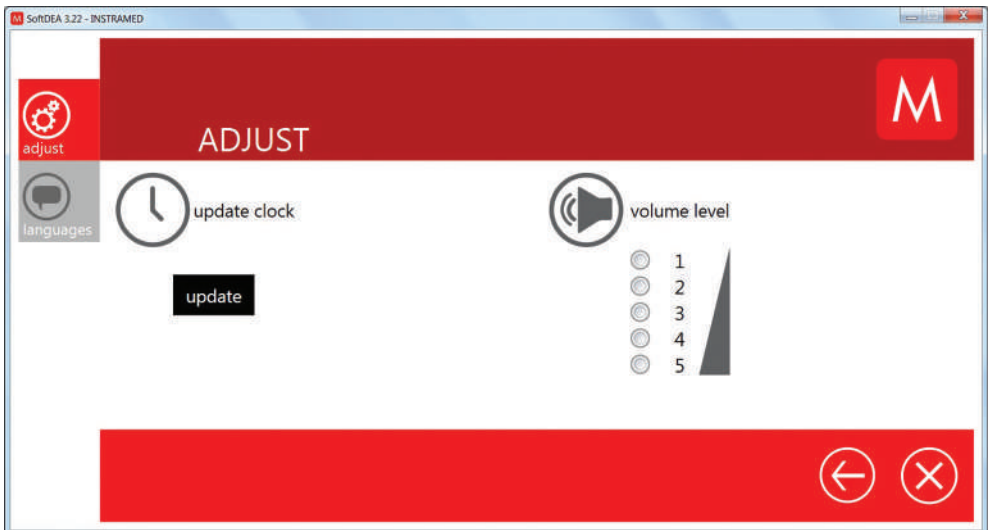 M SoftDEA 3.22 - INSTRAMED
M
ADJUST
adjust
languages
update clock
update
volume level
1
2
3
4
5